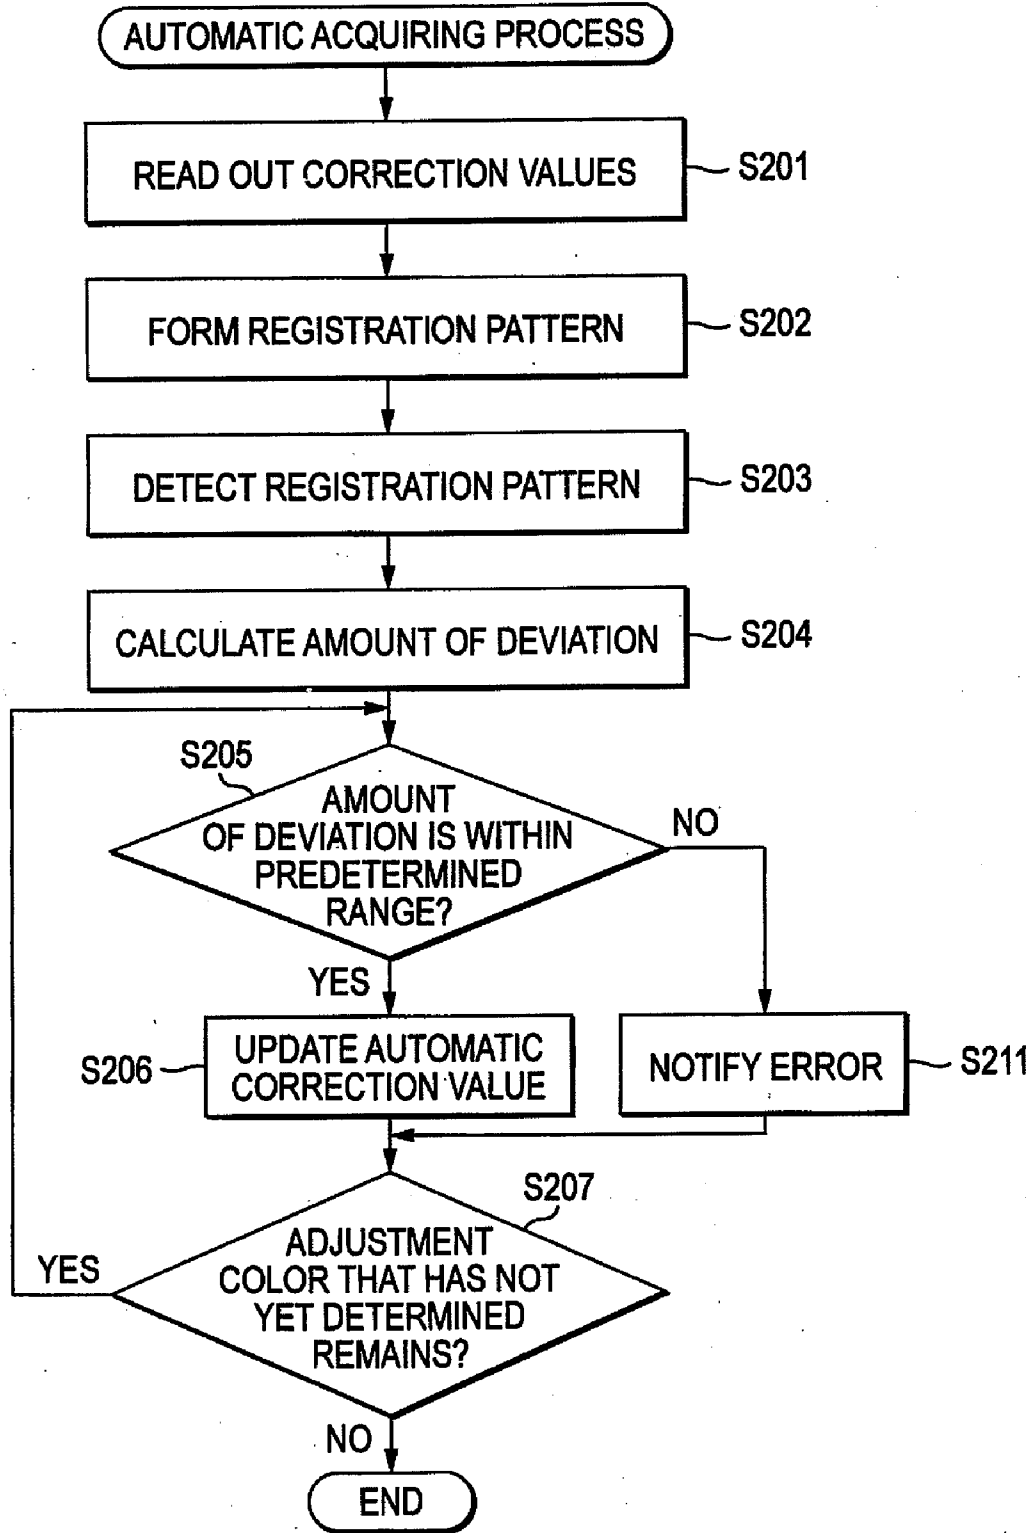 AUTOMATIC ACQUIRING PROCESS
READ OUT CORRECTION VALUES
S201
FORM REGISTRATION PATTERN
S202
DETECT REGISTRATION PATTERN
S203
CALCULATE AMOUNT OF DEVIATION
S204
S205
AMOUNT
OF DEVIATION IS WITHIN
PREDETERMINED
RANGE?
NO
YES
S206
UPDATE AUTOMATIC
CORRECTION VALUE
NOTIFY ERROR
S211
S207
ADJUSTMENT
COLOR THAT HAS NOT
YET DETERMINED
REMAINS?
YES
NO
END